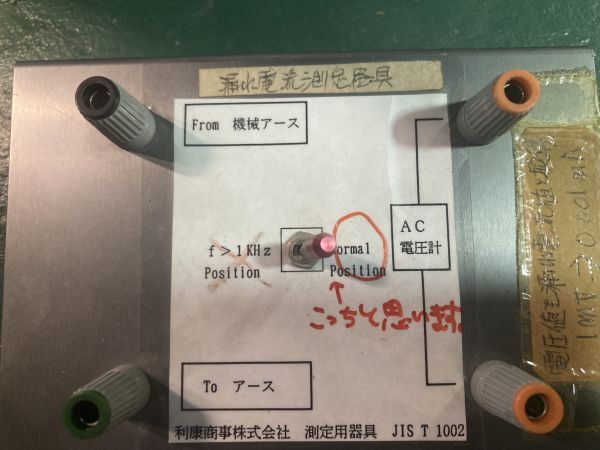 漏れ電流測定器具
From 機械アース
AC
電圧計
f＞1KHz
Position
ormal
Position
こっちと思います。
To アース
利康商事株式会社 測定用器具 JIS T 1002